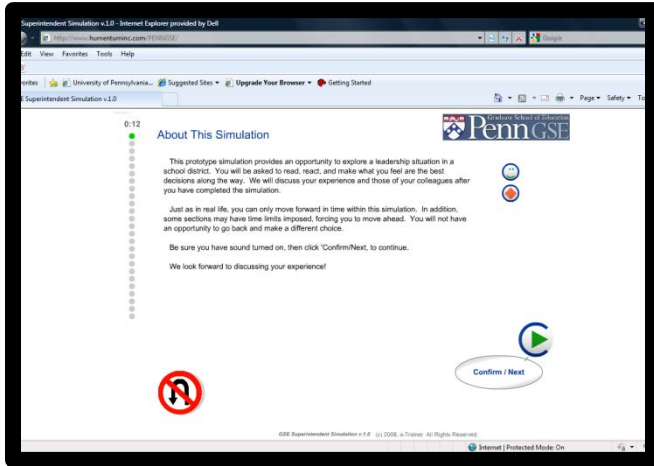 Superintendent Simulation v.1.0 - Internet Explorer provided by Dell
http://www.humentuminc.com/PENNGSE/
Google
Edit View Favorites Tools Help
vorites University of Pennsylvania... Suggested Sites Upgrade Your Browser Getting Started
E Superintendent Simulation v.1.0
Page Safety To
0:12
About This Simulation
Graduate School of Education
Penn GSE
This prototype simulation provides an opportunity to explore a leadership situation in a
school district. You will be asked to read, react, and make what you feel are the best
decisions along the way. We will discuss your experience and those of your colleagues after
you have completed the simulation.
Just as in real life, you can only move forward in time within this simulation. In addition,
some sections may have time limits imposed, forcing you to move ahead. You will not have
an opportunity to go back and make a different choice.
Be sure you have sound turned on, then click 'Confirm/Next, to continue.
We look forward to discussing your experience!
Confirm / Next
GSE Superintendent Simulation v 1.0 (c) 2008, a-Trainer. All Rights Reserved.
Internet | Protected Mode: On